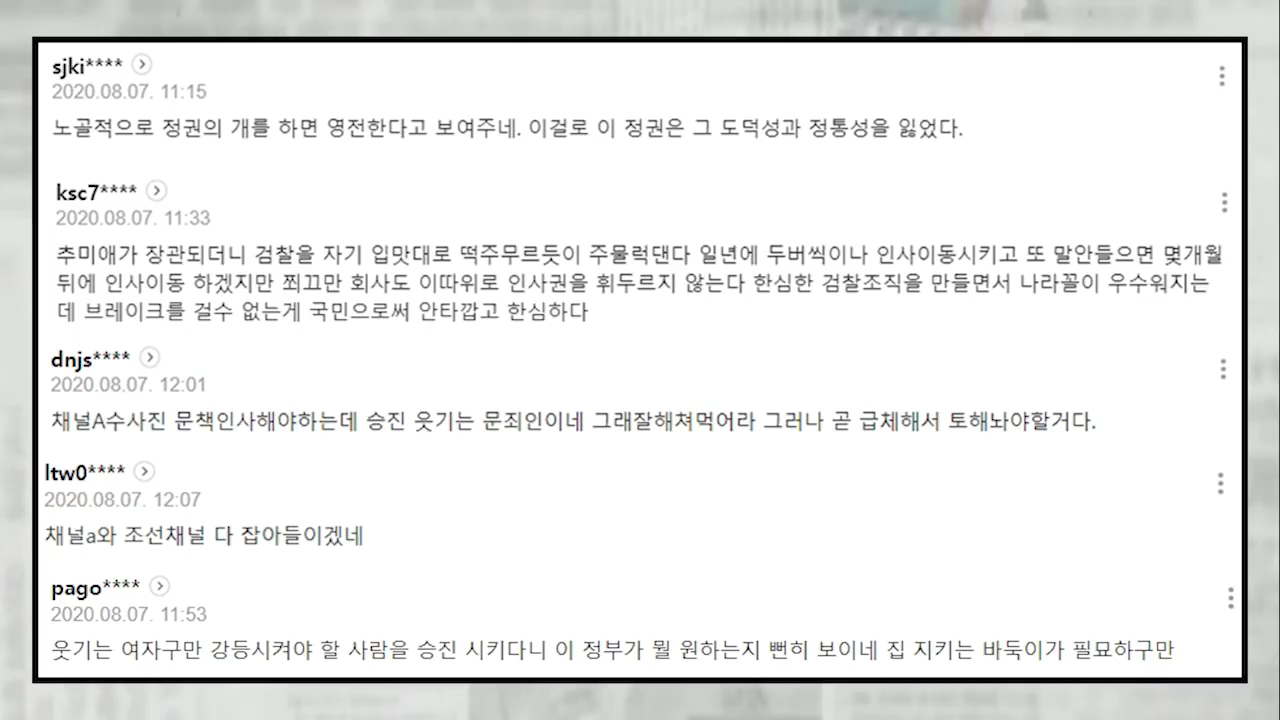 sjki****
2020.08.07. 11:15
노골적으로 정권의 개를 하면 영전한다고 보여주네. 이걸로 이 정권은 그 도덕성과 정통성을 잃었다.
ksc7****
2020.08.07. 11:33
추미애가 장관되더니 검찰을 자기 입맛대로 떡주무르듯이 주물럭댄다 일년에 두버씩이나 인사이동시키고 또 말안들으면 몇개월
뒤에 인사이동 하겠지만 쬐끄만 회사도 이따위로 인사권을 휘두르지 않는다 한심한 검찰조직을 만들면서 나라꼴이 우수워지는
데 브레이크를 걸수 없는게 국민으로써 안타깝고 한심하다
dnjs****
2020.08.07. 12:01
채널A수사진 문책인사해야하는데 승진 웃기는 문죄인이네 그래잘해쳐먹어라 그러나 곧 급체해서 토해놔야할거다.
ltw0****
2020.08.07. 12:07
채널a와 조선채널 다 잡아들이겠네
pago****
2020.08.07. 11:53
웃기는 여자구만 강등시켜야 할 사람을 승진 시키다니 이 정부가 뭘 원하는지 뻔히 보이네 집 지키는 바둑이가 필묘하구만